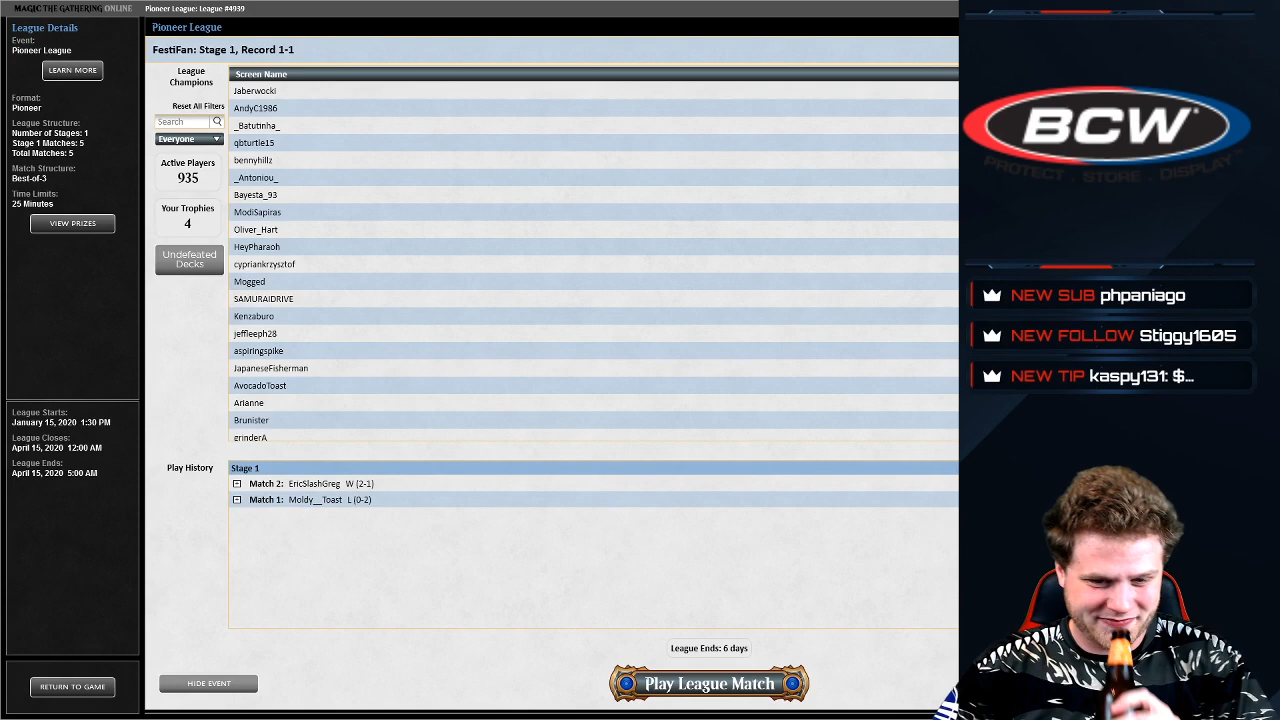 MAGIC THE GATHERING ONLINE
Pioneer League: League #4939
League Details
Event:
Pioneer League
LEARN MORE
Format:
Pioneer
League Structure:
Number of Stages: 1
Stage 1 Matches: 5
Total Matches: 5
Match Structure:
Best-of-3
Time Limits:
25 Minutes
VIEW PRIZES
League Starts:
January 15, 2020 1:30 PM
League Closes:
April 15, 2020 12:00 AM
League Ends:
April 15, 2020 5:00 AM
RETURN TO GAME
Pioneer League
FestiFan: Stage 1, Record 1-1
League
Champions
Reset All Filters
Search
Everyone
Active Players
935
Your Trophies
4
Undefeated
Decks
Screen Name
Jaberwocki
AndyC1986
_Batutinha_
qbturtle15
bennyhillz
_Antoniou_
Bayesta_93
ModiSapiras
Oliver_Hart
HeyPharaoh
cypriankrzysztof
Mogged
SAMURAIDRIVE
Kenzaburo
jeffleeph28
aspiringspike
JapaneseFisherman
AvocadoToast
Arianne
Brunister
grinderA
Play History
Stage 1
Match 2: EricSlashGreg W (2-1)
Match 1: Moldy__Toast L (0-2)
League Ends: 6 days
HIDE EVENT
Play League Match
BCW
PROTECT . STORE . DISPLAY
NEW SUB phpaniago
NEW FOLLOW Stiggy1605
NEW TIP kaspy131: $...